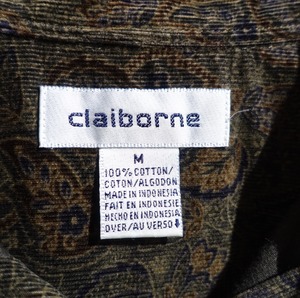 claiborne
M
100% COTTON/
COTON/ALGODON
MADE IN INDONESIA
FAIT EN INDONESIE
HECHO EN INDONESIA
OVER/AU VERSO